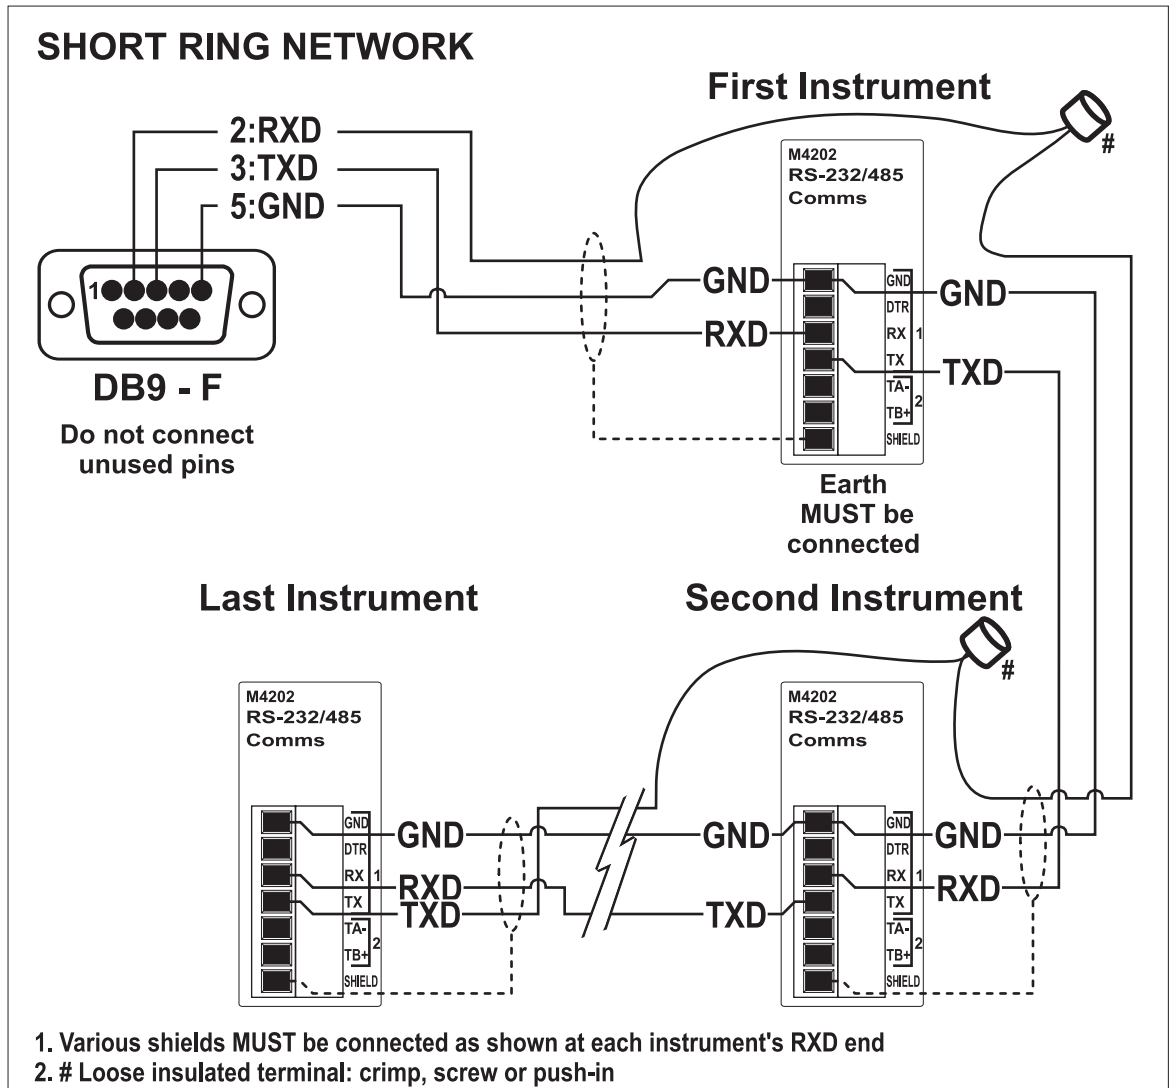 SHORT RING NETWORK
First Instrument
2:RXD
3:TXD
5:GND
1
DB9 - F
Do not connect
unused pins
#
M4202
RS-232/485
Comms
GND
RXD
GND
DTR
RX 1
TX
TA-
2
TB+
SHIELD
GND
TXD
Earth
MUST be
connected
Last Instrument
Second Instrument
#
M4202
RS-232/485
Comms
GND
DTR
RX 1
TX
TA-
2
TB+
SHIELD
GND
RXD
TXD
GND
TXD
M4202
RS-232/485
Comms
GND
DTR
RX 1
TX
TA-
2
TB+
SHIELD
GND
RXD
1. Various shields MUST be connected as shown at each instrument's RXD end
2. # Loose insulated terminal: crimp, screw or push-in